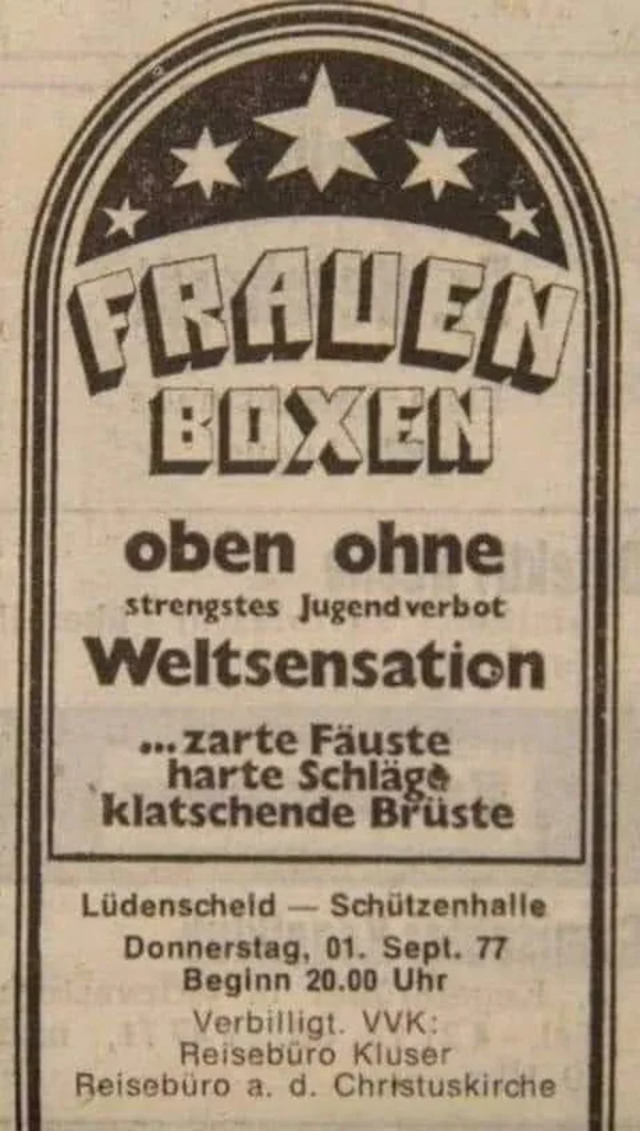 FRAUEN
BOXEN
oben ohne
strengstes Jugendverbot
Weltsensation
...zarte Fäuste
harte Schläge
klatschende Brüste
Lüdenscheid — Schützenhalle
Donnerstag, 01. Sept. 77
Beginn 20.00 Uhr
Verbilligt. VVK:
Reisebüro Kluser
Reisebüro a. d. Christuskirche